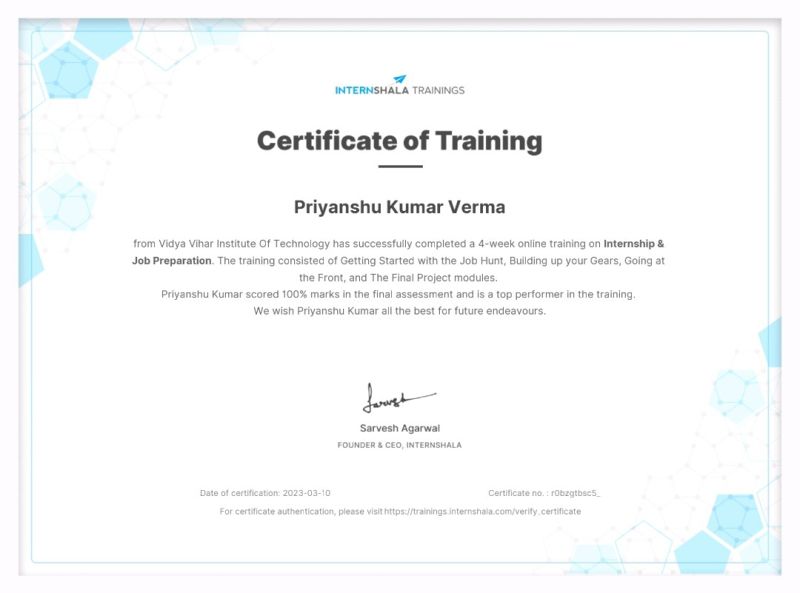 INTERNSHALA TRAININGS
Certificate of Training
Priyanshu Kumar Verma
from Vidya Vihar Institute Of Technology has successfully completed a 4-week online training on Internship &
Job Preparation. The training consisted of Getting Started with the Job Hunt, Building up your Gears, Going at
the Front, and The Final Project modules.
Priyanshu Kumar scored 100% marks in the final assessment and is a top performer in the training.
We wish Priyanshu Kumar all the best for future endeavours.
Sarvesh
Sarvesh Agarwal
FOUNDER & CEO, INTERNSHALA
Date of certification: 2023-03-10
Certificate no. : r0bzgtbsc5_
For certificate authentication, please visit https://trainings.internshala.com/verify_certificate